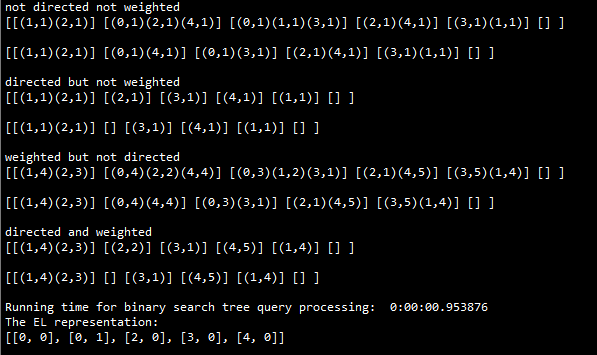 not directed not weighted
[[(1,1)(2,1)] [(0,1)(2,1)(4,1)] [(0,1)(1,1)(3,1)] [(2,1)(4,1)] [(3,1)(1,1)] [] ]
[[(1,1)(2,1)] [(0,1)(4,1)] [(0,1)(3,1)] [(2,1)(4,1)] [(3,1)(1,1)] [] ]
directed but not weighted
[[(1,1)(2,1)] [(2,1)] [(3,1)] [(4,1)] [(1,1)] [] ]
[[(1,1)(2,1)] [] [(3,1)] [(4,1)] [(1,1)] [] ]
weighted but not directed
[[(1,4)(2,3)] [(0,4)(2,2)(4,4)] [(0,3)(1,2)(3,1)] [(2,1)(4,5)] [(3,5)(1,4)] [] ]
[[(1,4)(2,3)] [(0,4)(4,4)] [(0,3)(3,1)] [(2,1)(4,5)] [(3,5)(1,4)] [] ]
directed and weighted
[[(1,4)(2,3)] [(2,2)] [(3,1)] [(4,5)] [(1,4)] [] ]
[[(1,4)(2,3)] [] [(3,1)] [(4,5)] [(1,4)] [] ]
Running time for binary search tree query processing:  0:00:00.953876
The EL representation:
[[0, 0], [0, 1], [2, 0], [3, 0], [4, 0]]